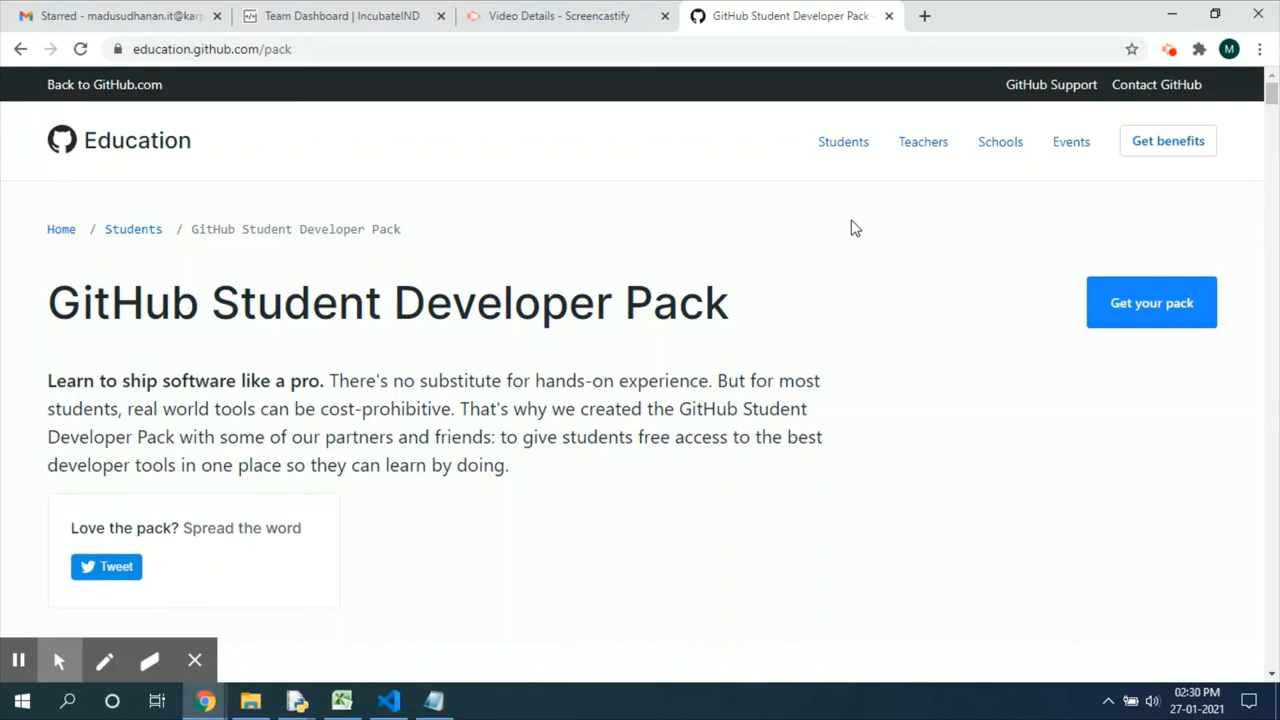 Starred - madusudhanan.it@kar
Team Dashboard | IncubateIND
Video Details - Screencastify
GitHub Student Developer Pack -
education.github.com/pack
M
Back to GitHub.com
GitHub Support
Contact GitHub
Education
Students
Teachers
Schools
Events
Get benefits
Home / Students / GitHub Student Developer Pack
GitHub Student Developer Pack
Get your pack
Learn to ship software like a pro. There's no substitute for hands-on experience. But for most
students, real world tools can be cost-prohibitive. That's why we created the GitHub Student
Developer Pack with some of our partners and friends: to give students free access to the best
developer tools in one place so they can learn by doing.
Love the pack? Spread the word
Tweet
02:30 PM
27-01-2021